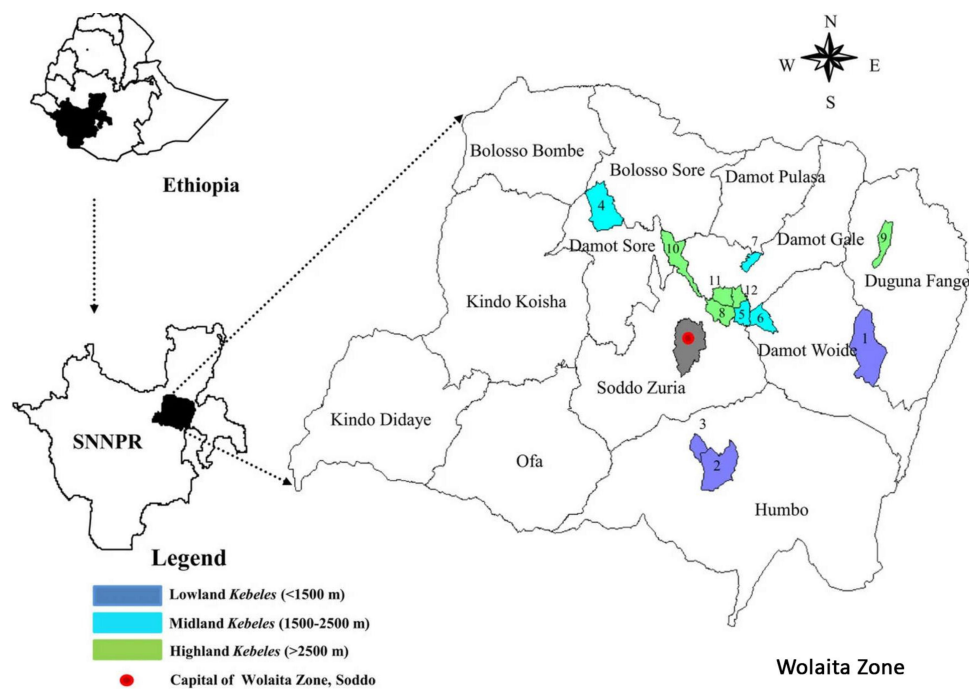 Ethiopia
SNNPR
Legend
Lowland Kebeles (<1500 m)
Midland Kebeles (1500-2500 m)
Highland Kebeles (>2500 m)
Capital of Wolaita Zone, Soddo
N
W E
S
Bolosso Bombe
Bolosso Sore
Damot Pulasa
4
7
9
Damot Sore
10
Damot Gale
Duguna Fango
11
12
Kindo Koisha
8
5
6
1
Damot Woide
Soddo Zuria
Kindo Didaye
3
Ofa
2
Humbo
Wolaita Zone